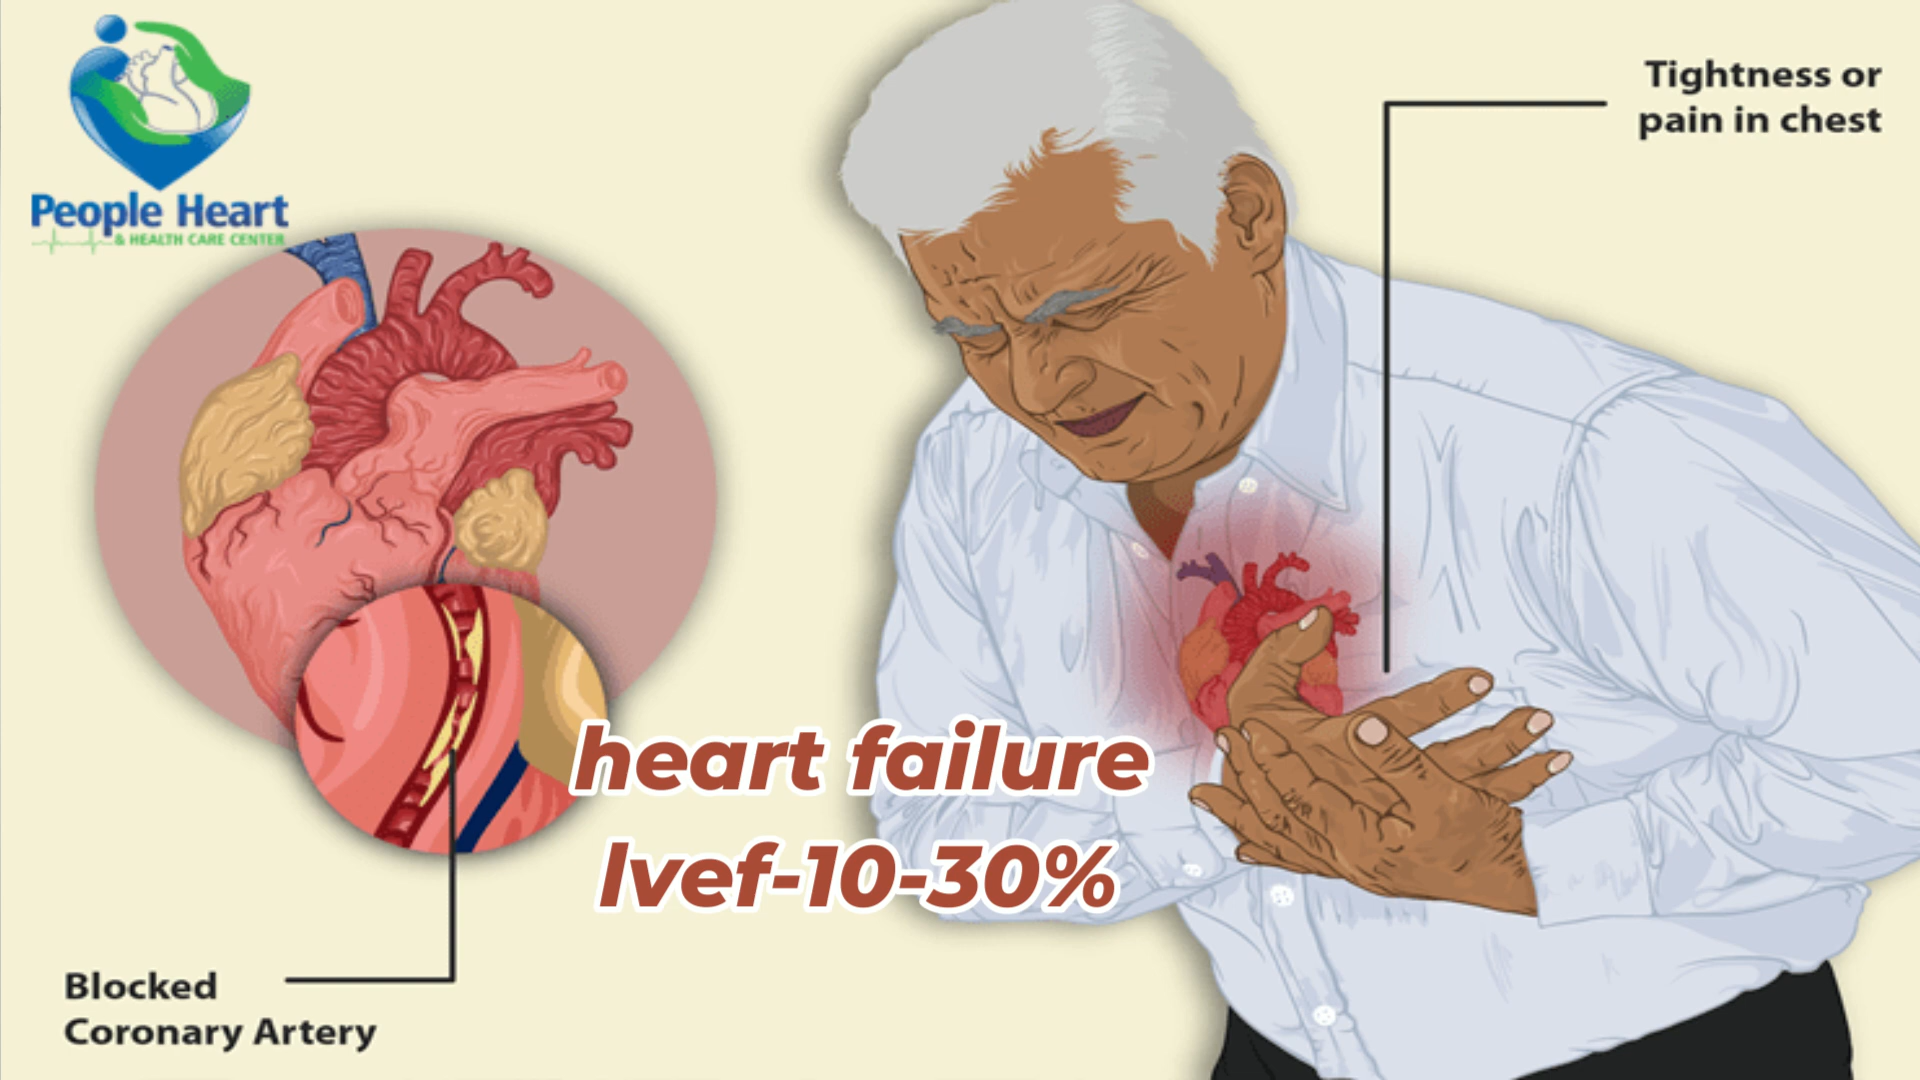 People Heart
& HEALTH CARE CENTER
Tightness or
pain in chest
heart failure
lvef-10-30%
Blocked
Coronary Artery